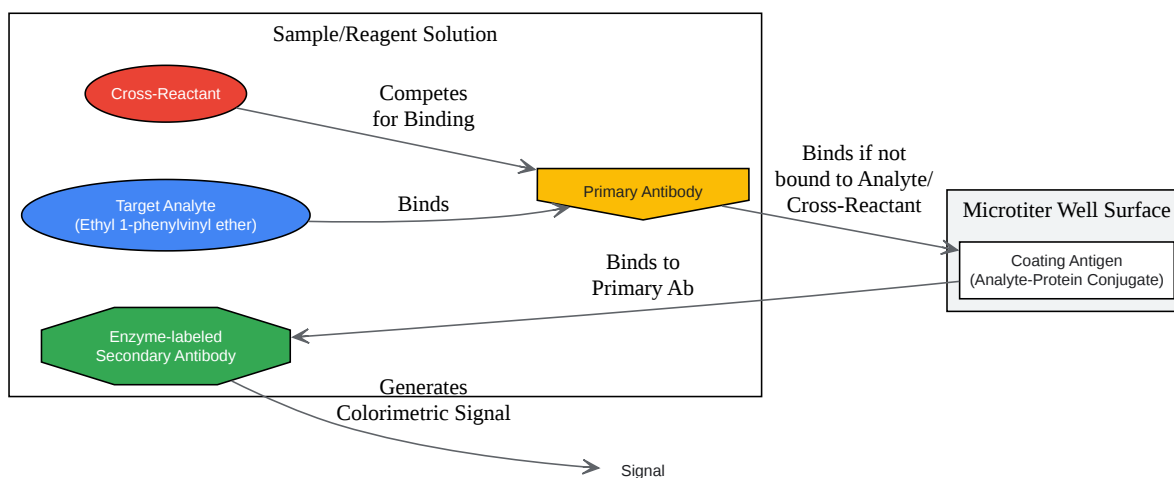 Sample/Reagent Solution
Cross-Reactant
Competes
for Binding
Target Analyte
(Ethyl 1-phenylvinyl ether)
Binds
Primary Antibody
Binds if not
bound to Analyte/
Cross-Reactant
Microtiter Well Surface
Coating Antigen
(Analyte-Protein Conjugate)
Binds to
Primary Ab
Enzyme-labeled
Secondary Antibody
Generates
Colorimetric Signal
Signal